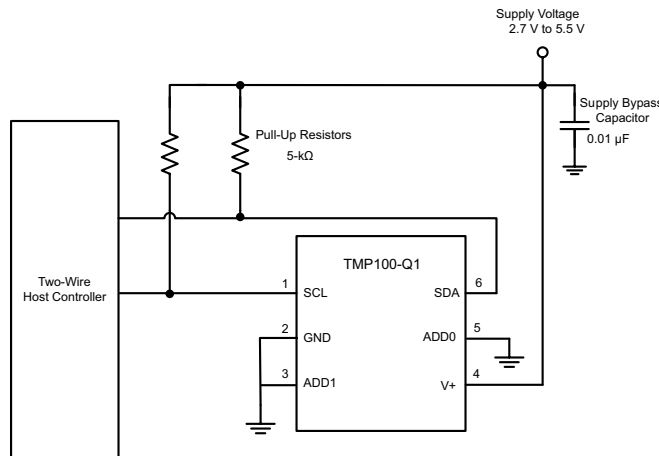 Supply Voltage
2.7 V to 5.5 V
Supply Bypass
Capacitor
0.01 µF
Pull-Up Resistors
5-kΩ
Two-Wire
Host Controller
TMP100-Q1
1
SCL
SDA
6
2
GND
ADD0
5
3
ADD1
V+
4